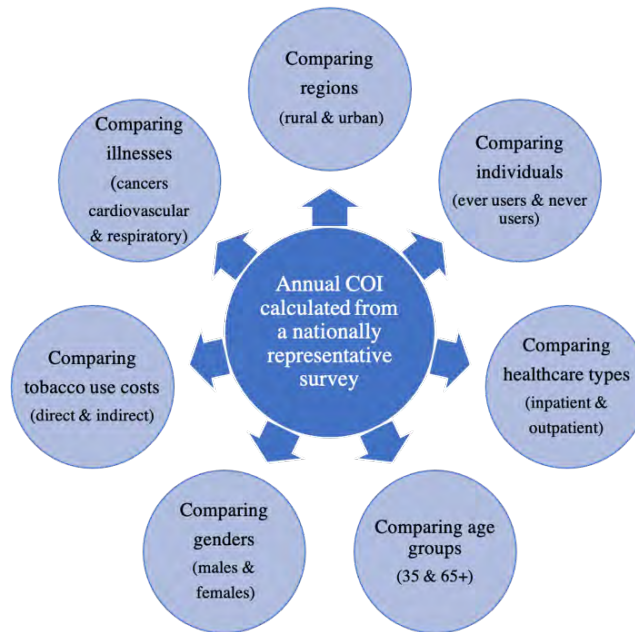 Comparing
regions
(rural & urban)
Comparing
individuals
(ever users & never
users)
Comparing
healthcare types
(inpatient &
outpatient)
Comparing age
groups
(35 & 65+)
Comparing
genders
(males &
females)
Comparing
tobacco use costs
(direct & indirect)
Comparing
illnesses
(cancers
cardiovascular
& respiratory)
Annual COI
calculated from
a nationally
representative
survey